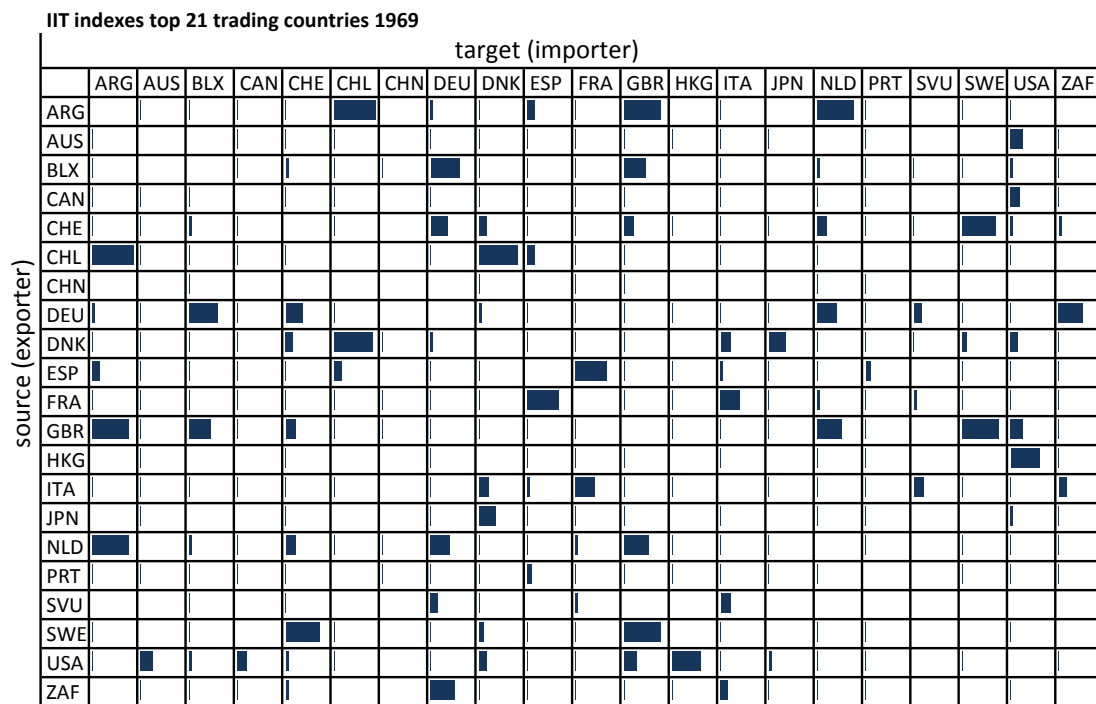 IIT indexes top 21 trading countries 1969
target (importer)
ARG AUS BLX CAN CHE CHL CHN DEU DNK ESP FRA GBR HKG ITA JPN NLD PRT SVU SWE USA ZAF
source (exporter)
ARG
AUS
BLX
CAN
CHE
CHL
CHN
DEU
DNK
ESP
FRA
GBR
HKG
ITA
JPN
NLD
PRT
SVU
SWE
USA
ZAF